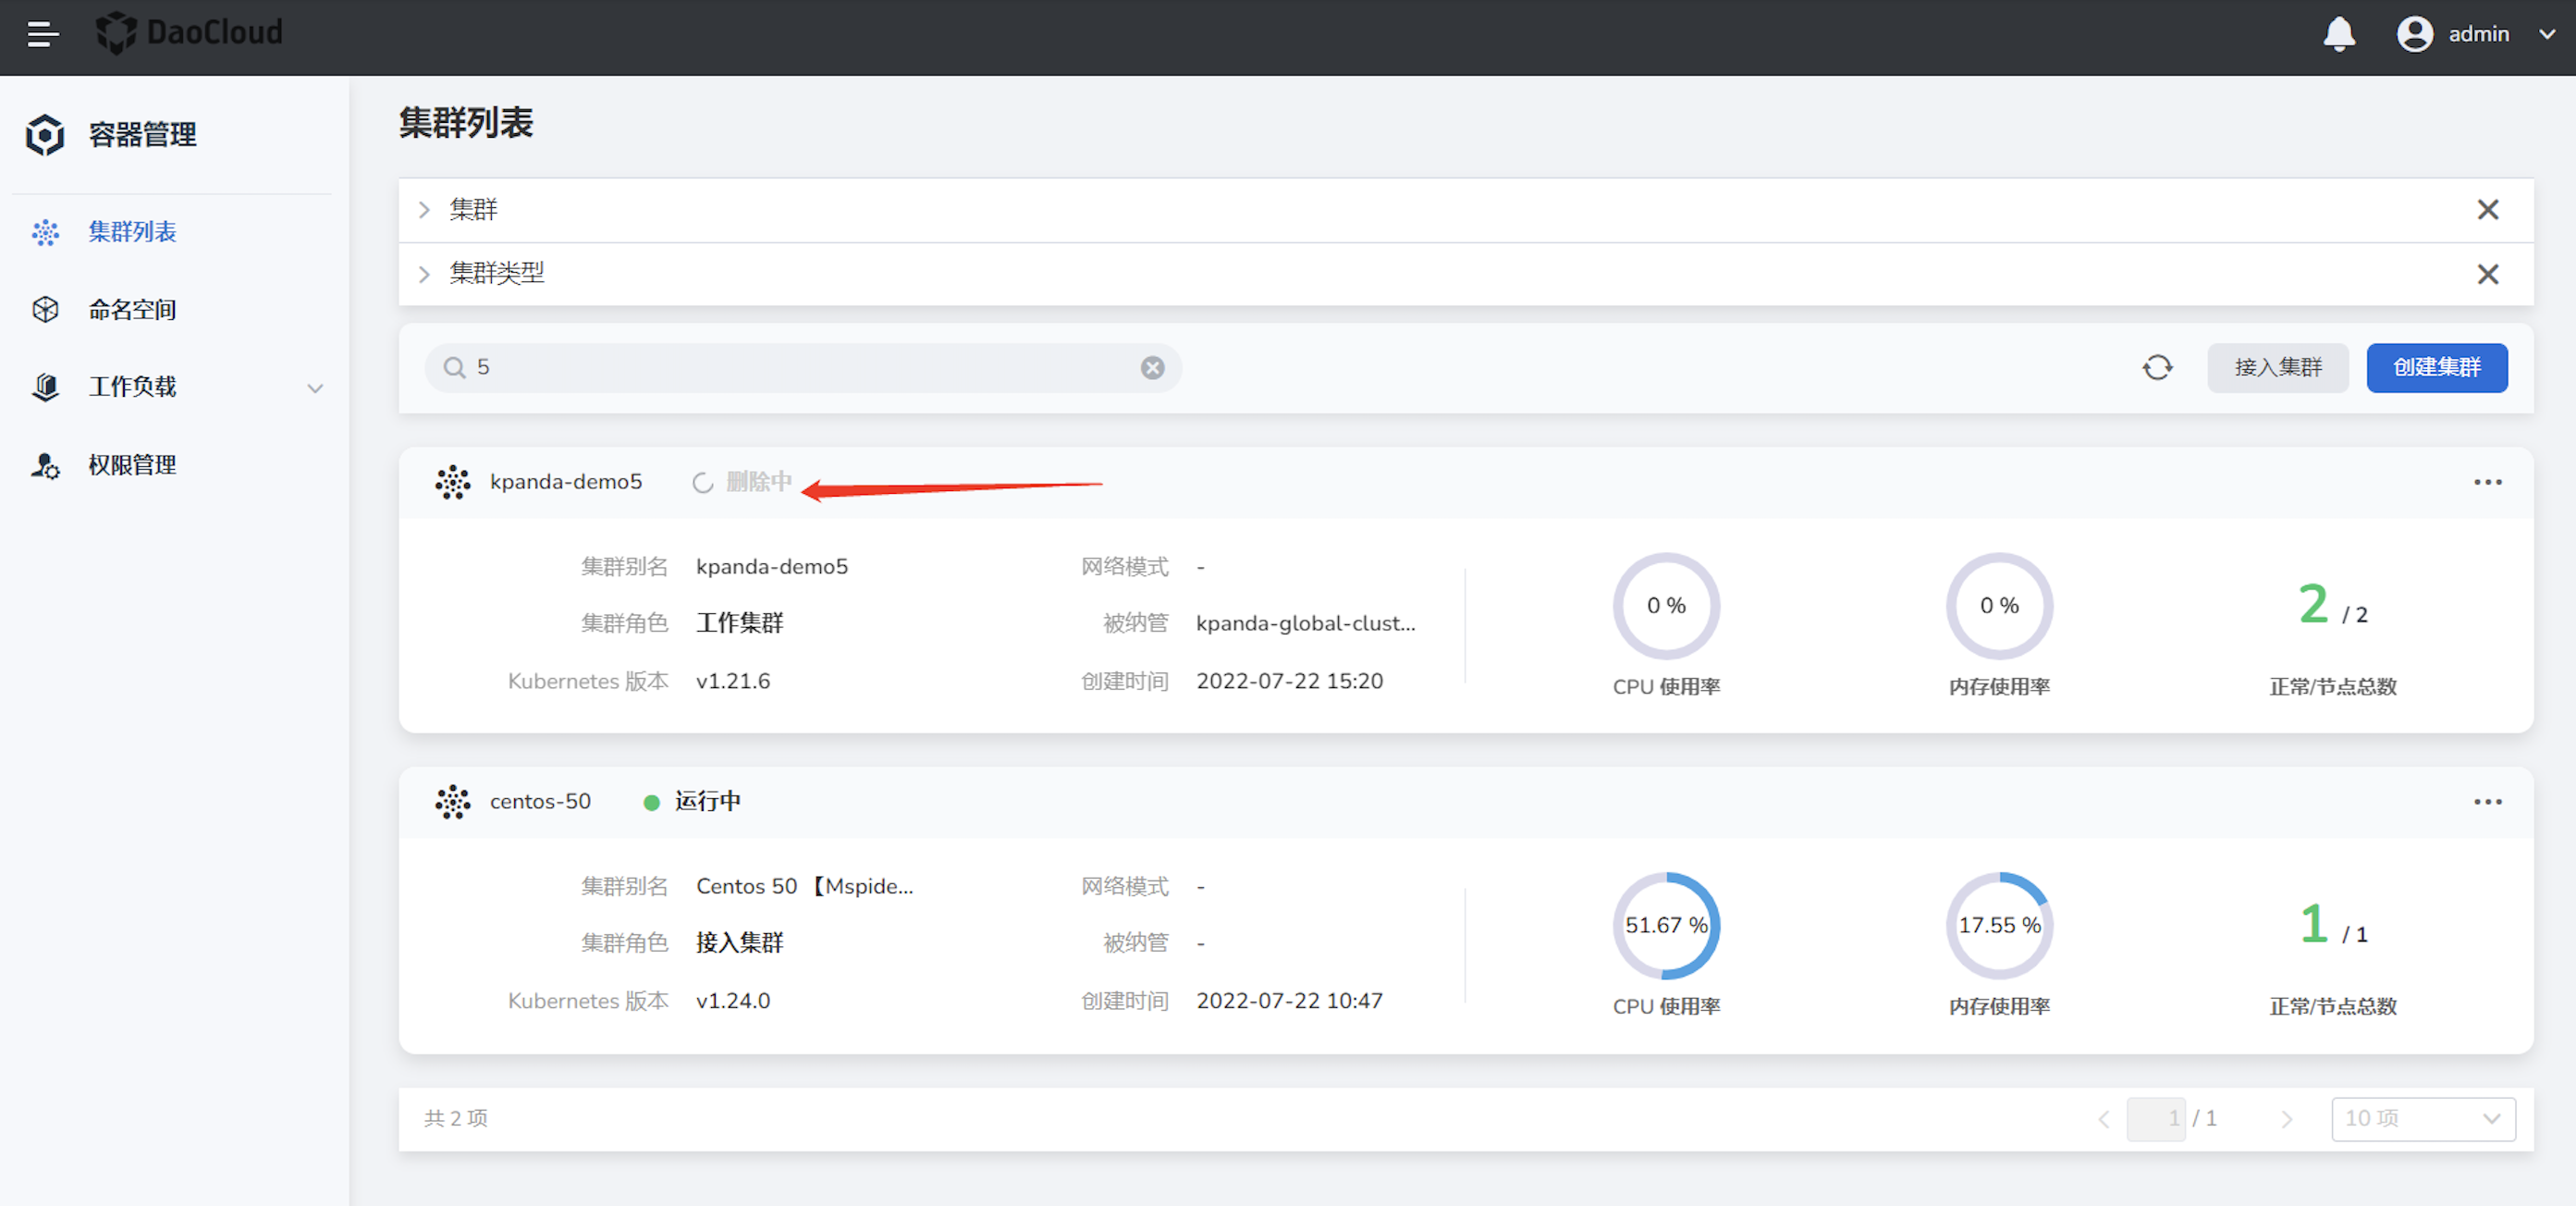 DaoCloud
admin
容器管理
集群列表
命名空间
工作负载
权限管理
集群列表
集群
集群类型
5
接入集群
创建集群
kpanda-demo5 删除中
集群别名 kpanda-demo5
网络模式 -
集群角色 工作集群
被纳管 kpanda-global-clust...
Kubernetes 版本 v1.21.6
创建时间 2022-07-22 15:20
0 %
CPU 使用率
0 %
内存使用率
2 / 2
正常/节点总数
centos-50 运行中
集群别名 Centos 50 【Mspide...
网络模式 -
集群角色 接入集群
被纳管 -
Kubernetes 版本 v1.24.0
创建时间 2022-07-22 10:47
51.67 %
CPU 使用率
17.55 %
内存使用率
1 / 1
正常/节点总数
共 2 项
1 / 1
10 项